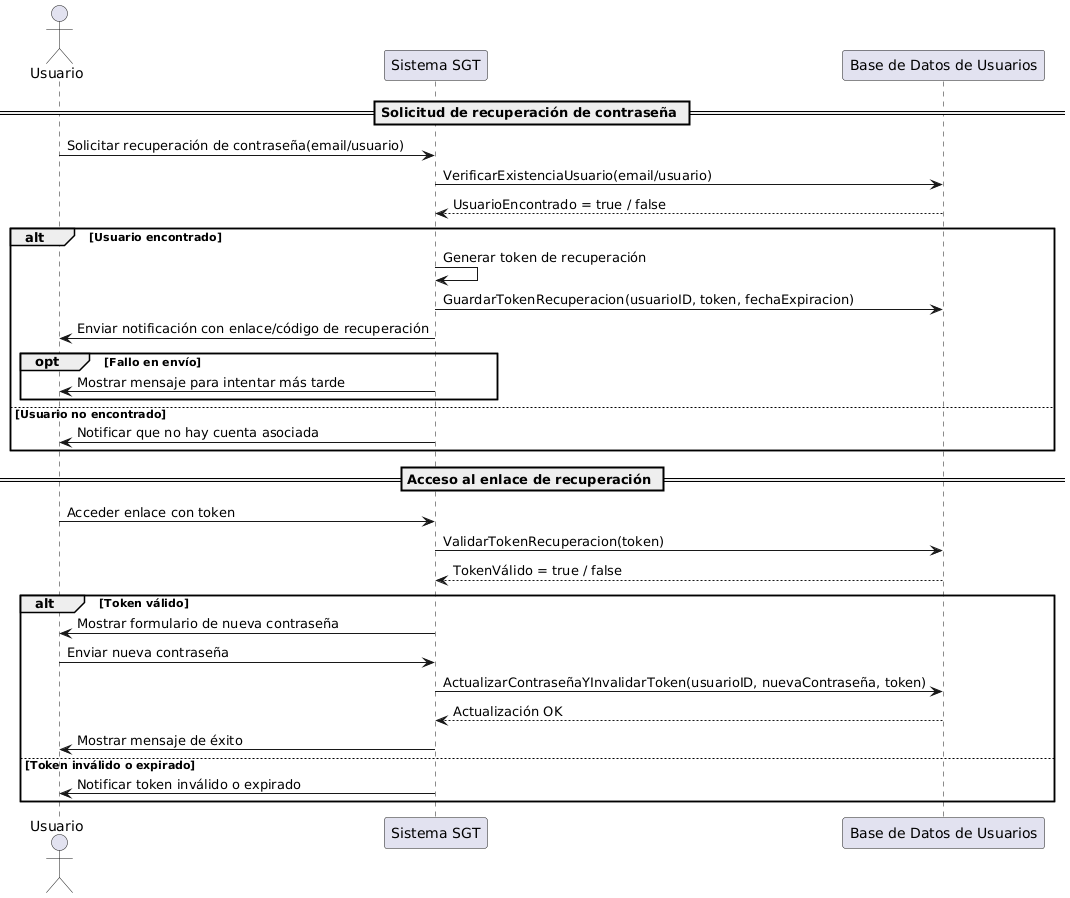 Usuario
Sistema SGT
Base de Datos de Usuarios
Solicitud de recuperación de contraseña
Solicitar recuperación de contraseña(email/usuario)
VerificarExistenciaUsuario(email/usuario)
UsuarioEncontrado = true / false
alt [Usuario encontrado]
Generar token de recuperación
GuardarTokenRecuperacion(usuarioID, token, fechaExpiracion)
Enviar notificación con enlace/código de recuperación
opt [Fallo en envío]
Mostrar mensaje para intentar más tarde
[Usuario no encontrado]
Notificar que no hay cuenta asociada
Acceso al enlace de recuperación
Acceder enlace con token
ValidarTokenRecuperacion(token)
TokenVálido = true / false
alt [Token válido]
Mostrar formulario de nueva contraseña
Enviar nueva contraseña
ActualizarContraseñaYInvalidarToken(usuarioID, nuevaContraseña, token)
Actualización OK
Mostrar mensaje de éxito
[Token inválido o expirado]
Notificar token inválido o expirado
Usuario
Sistema SGT
Base de Datos de Usuarios